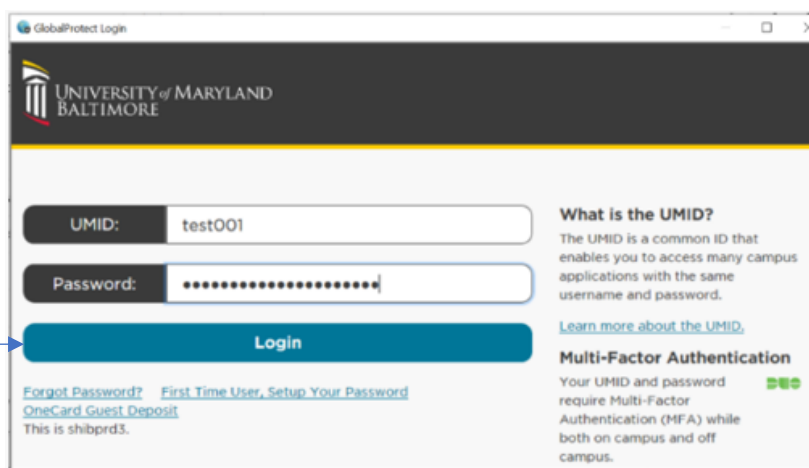 GlobalProtect Login
UNIVERSITY of MARYLAND
BALTIMORE
UMID:
test001
Password:
•••••••••••••••••••••
Login
Forgot Password? First Time User, Setup Your Password
OneCard Guest Deposit
This is shibprd3.
What is the UMID?
The UMID is a common ID that
enables you to access many campus
applications with the same
username and password.
Learn more about the UMID.
Multi-Factor Authentication
Your UMID and password
require Multi-Factor
Authentication (MFA) while
both on campus and off
campus.
DUO